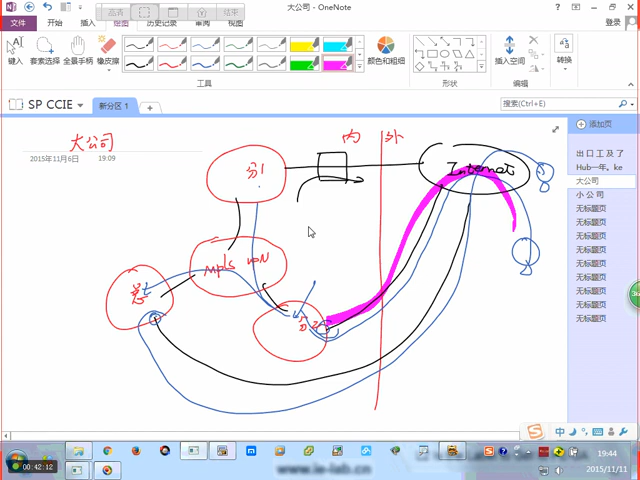 大公司 - OneNote
文件
开始
插入
绘图
历史记录
审阅
视图
登录
键入
套索选择
全景手柄
橡皮擦
颜色和粗细
插入空间
转换
工具
形状
编辑
SP CCIE
新分区 1
搜索(Ctrl+E)
添加页
出口工及了
Hub一年。ke
大公司
小公司
无标题页
无标题页
无标题页
无标题页
无标题页
无标题页
无标题页
无标题页
无标题页
大公司
2015年11月6日
19:09
内
外
分1
Internet
mpls VPN
总
分2
36
中
00:42:12
www.ie-lab.cn
19:44
2015/11/11